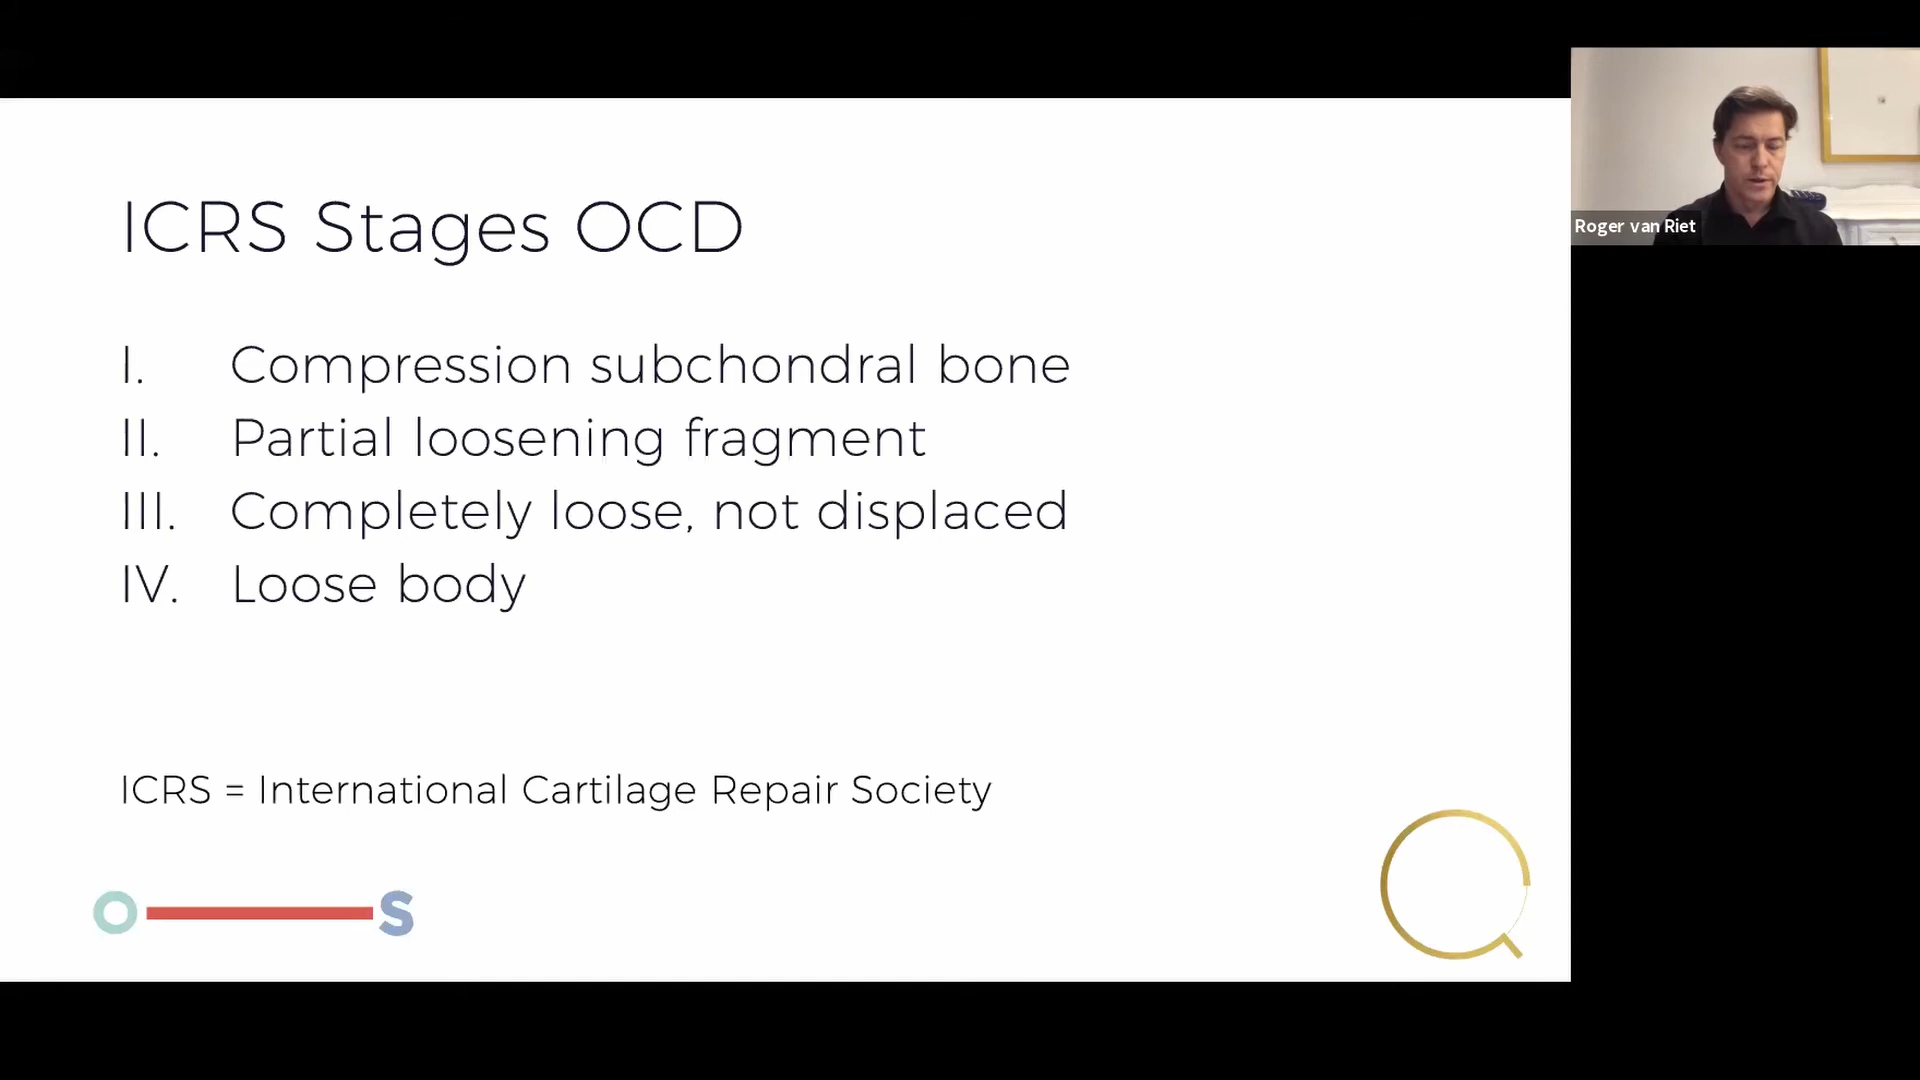 ICRS Stages OCD
I. Compression subchondral bone
II. Partial loosening fragment
III. Completely loose, not displaced
IV. Loose body
ICRS = International Cartilage Repair Society
O S
Q
Roger van Riet